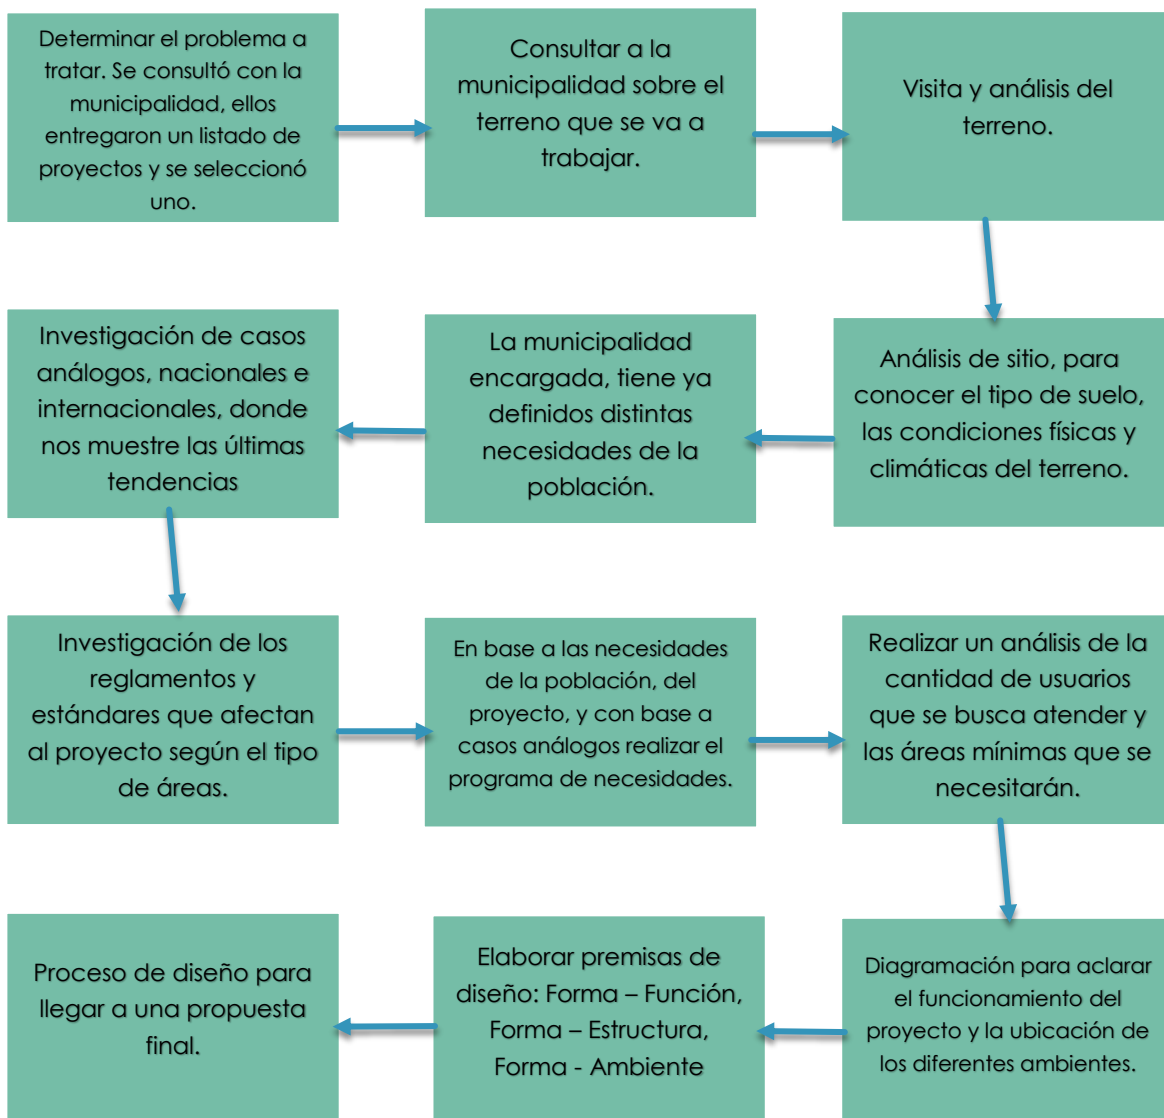 Determinar el problema a
tratar. Se consultó con la
municipalidad, ellos
entregaron un listado de
proyectos y se seleccionó
uno.
Consultar a la
municipalidad sobre el
terreno que se va a
trabajar.
Visita y análisis del
terreno.
Análisis de sitio, para
conocer el tipo de suelo,
las condiciones físicas y
climáticas del terreno.
La municipalidad
encargada, tiene ya
definidos distintas
necesidades de la
población.
Investigación de casos
análogos, nacionales e
internacionales, donde
nos muestre las últimas
tendencias
Investigación de los
reglamentos y
estándares que afectan
al proyecto según el tipo
de áreas.
En base a las necesidades
de la población, del
proyecto, y con base a
casos análogos realizar el
programa de necesidades.
Realizar un análisis de la
cantidad de usuarios
que se busca atender y
las áreas mínimas que se
necesitarán.
Diagramación para aclarar
el funcionamiento del
proyecto y la ubicación de
los diferentes ambientes.
Elaborar premisas de
diseño: Forma – Función,
Forma – Estructura,
Forma - Ambiente
Proceso de diseño para
llegar a una propuesta
final.